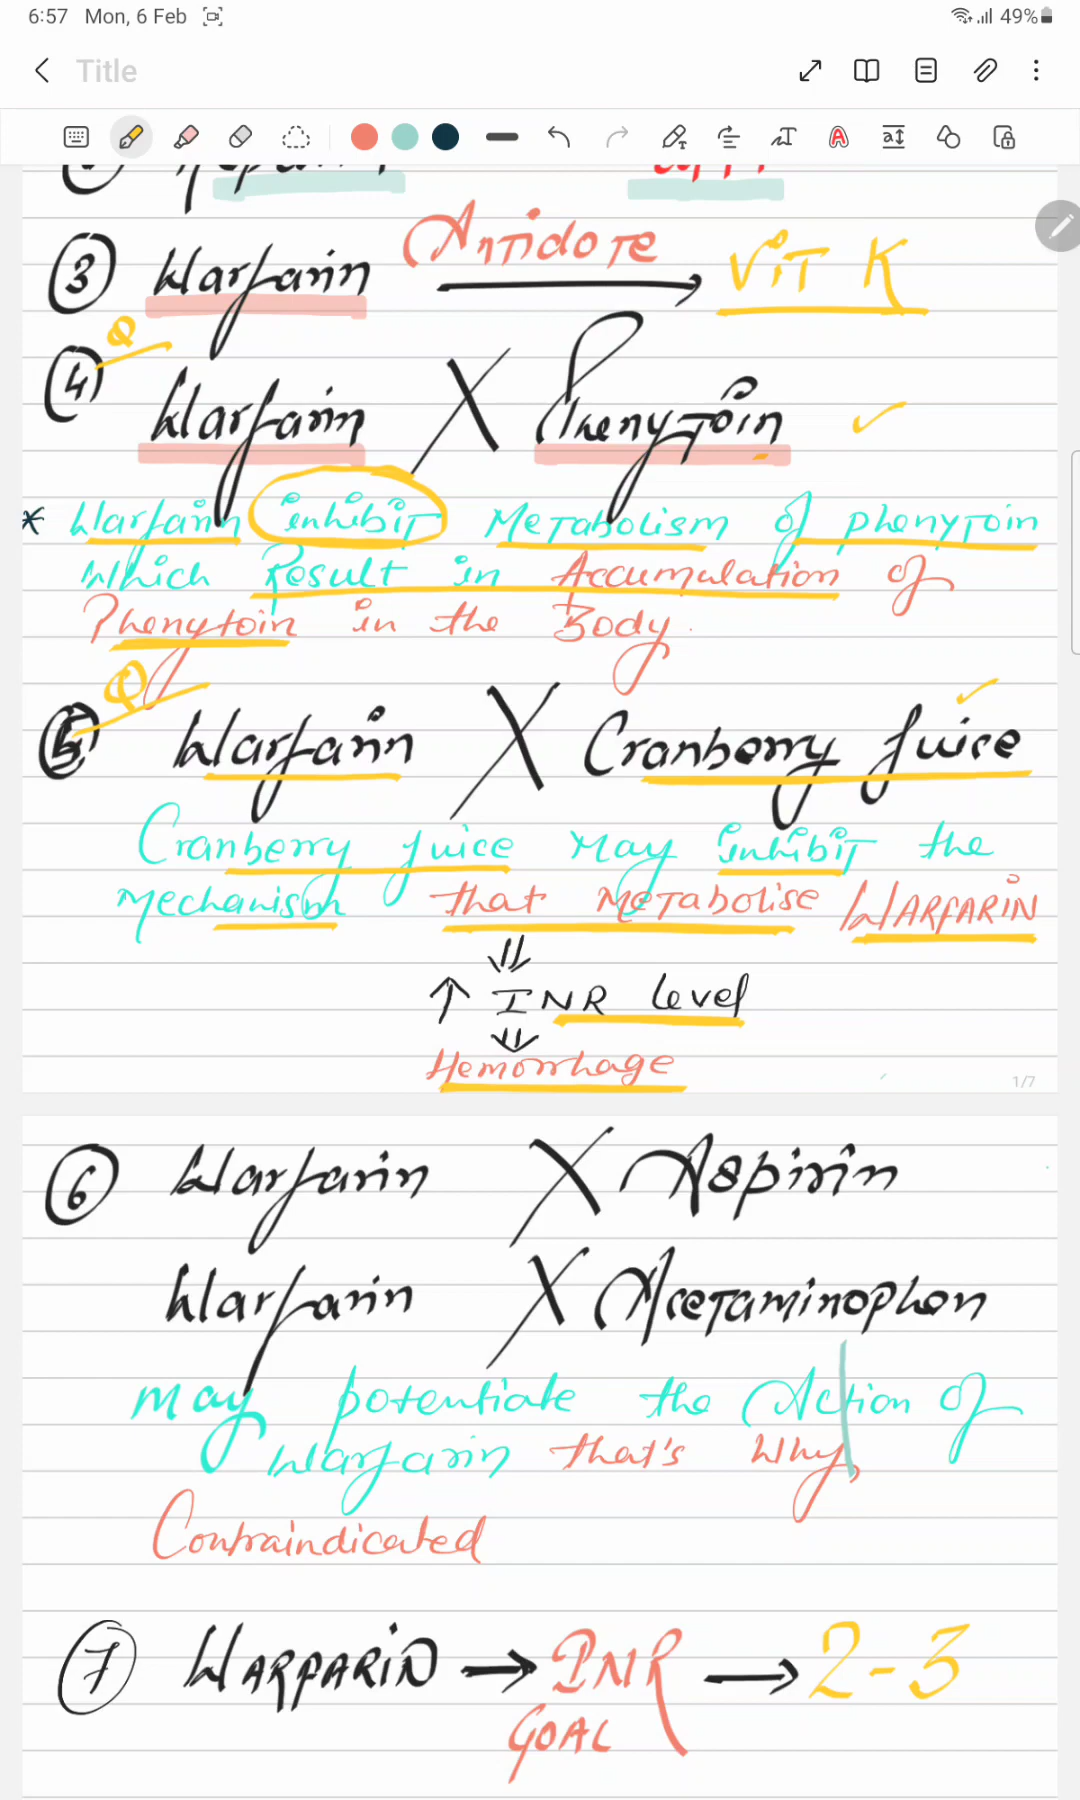 6:57 Mon, 6 Feb 49%
Title
③ Warfarin Antidote → ViT K
Q
④ Warfarin X Phenytoin ✓
* Warfarin inhibit Metabolism of phenytoin
which Result in Accumulation of
Phenytoin in the Body.
Q
⑤ Warfarin X Cranberry Juice ✓
Cranberry juice may inhibit the
Mechanism that Metabolise WARFARIN
⇓
↑ INR level
⇓
Hemorrhage
1/7
⑥ Warfarin X Aspirin
Warfarin X Acetaminophon
may potentiate the Action of
Warfarin that's Why,
Contraindicated
⑦ WARPARIN → INR → 2-3
GOAL